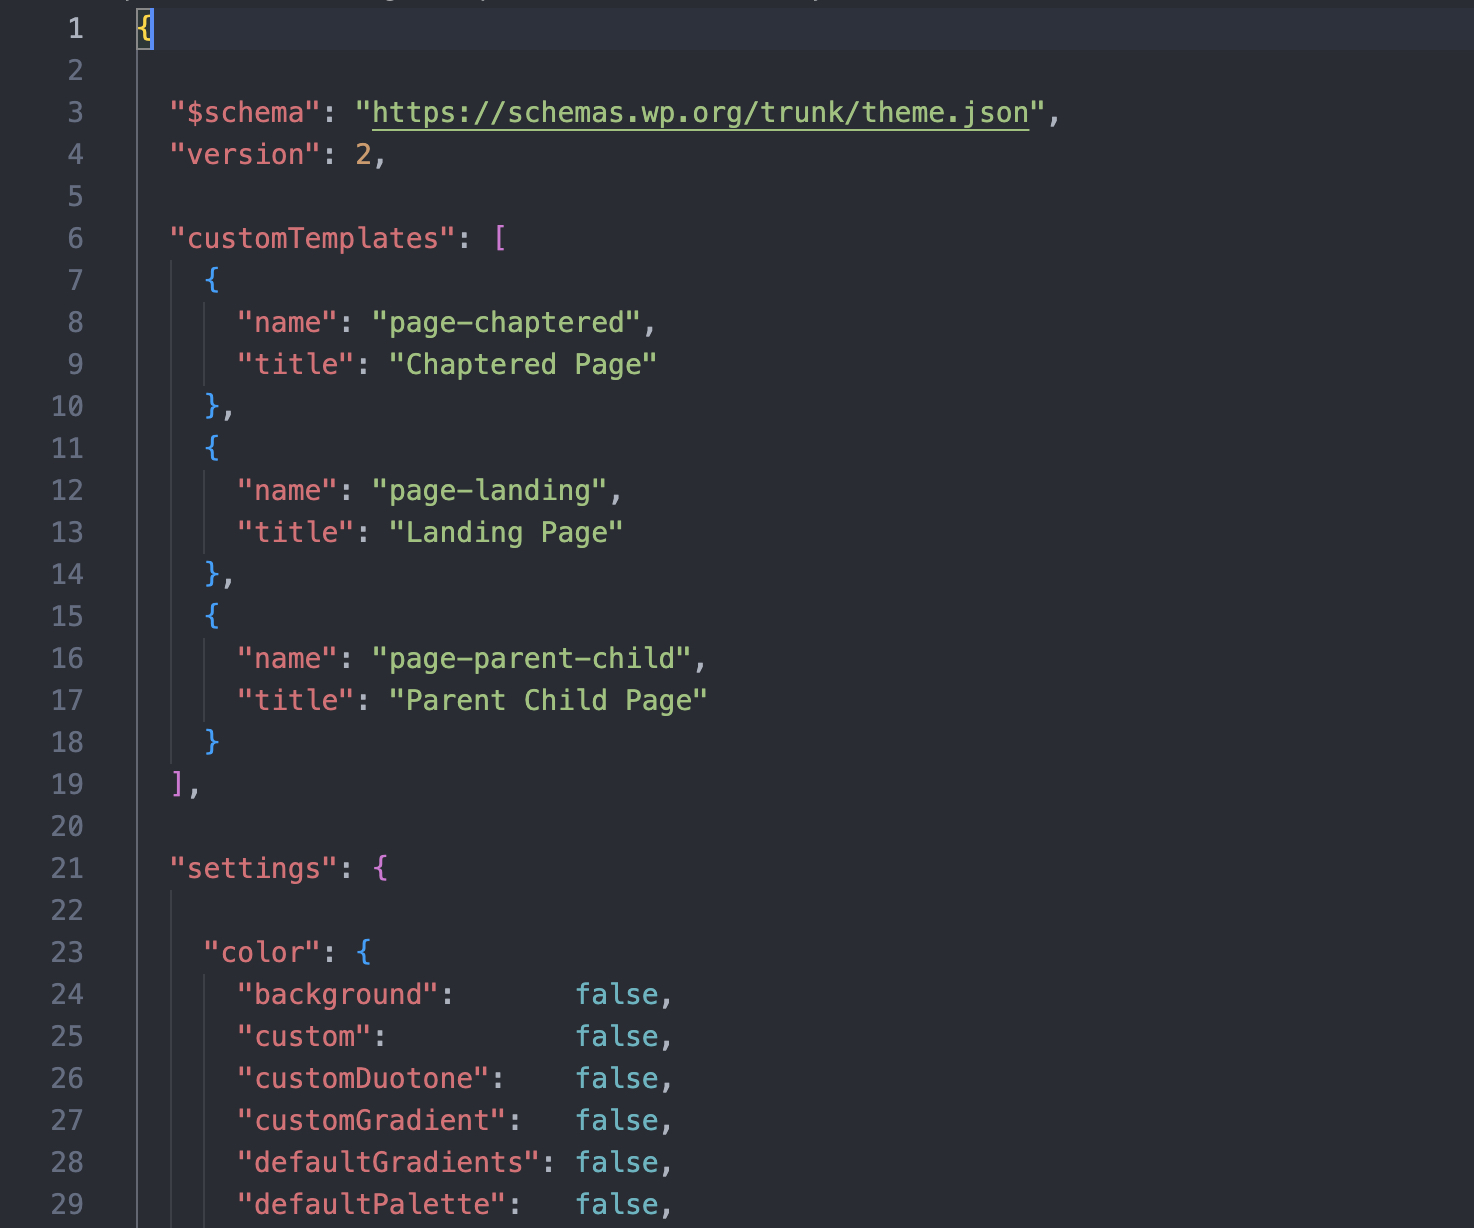 1 {
2
3 "$schema": "https://schemas.wp.org/trunk/theme.json",
4 "version": 2,
5
6 "customTemplates": [
7 {
8 "name": "page-chaptered",
9 "title": "Chaptered Page"
10 },
11 {
12 "name": "page-landing",
13 "title": "Landing Page"
14 },
15 {
16 "name": "page-parent-child",
17 "title": "Parent Child Page"
18 }
19 ],
20
21 "settings": {
22
23 "color": {
24 "background": false,
25 "custom": false,
26 "customDuotone": false,
27 "customGradient": false,
28 "defaultGradients": false,
29 "defaultPalette": false,